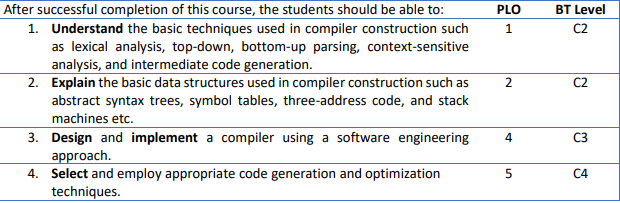 After successful completion of this course, the students should be able to: PLO BT Level
1. Understand the basic techniques used in compiler construction such 1 C2
as lexical analysis, top-down, bottom-up parsing, context-sensitive
analysis, and intermediate code generation.
2. Explain the basic data structures used in compiler construction such as 2 C2
abstract syntax trees, symbol tables, three-address code, and stack
machines etc.
3. Design and implement a compiler using a software engineering 4 C3
approach.
4. Select and employ appropriate code generation and optimization 5 C4
techniques.